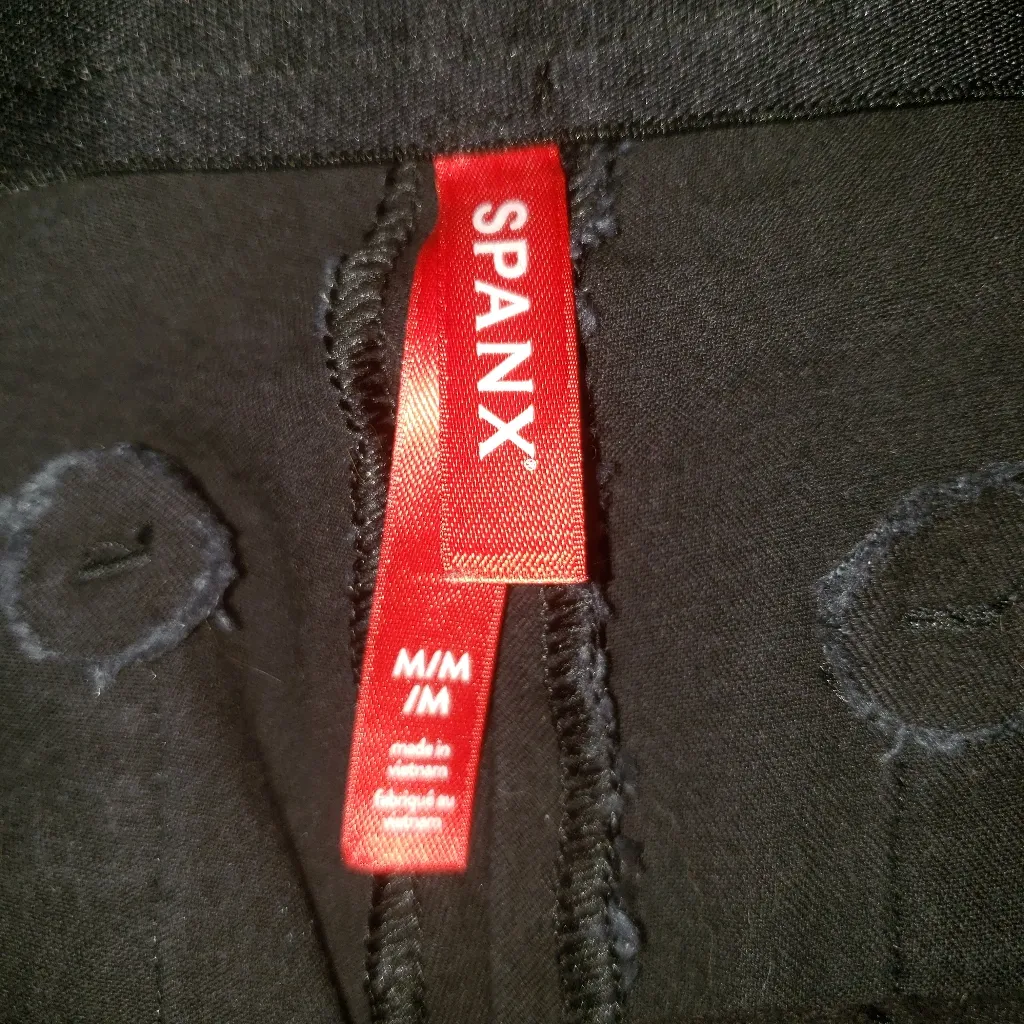 SPANX®
M/M
/M
made in
vietnam
fabriqué au
vietnam